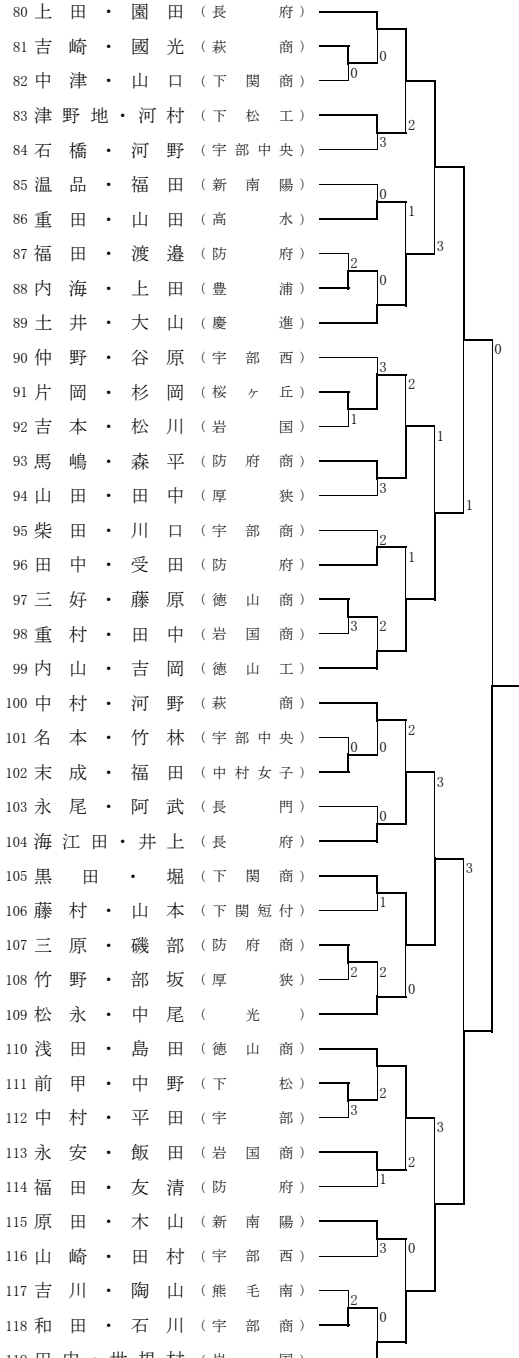 80 上田・園田 (長府)
81 吉崎・國光 (萩商)
82 中津・山口 (下関商)
83 津野地・河村 (下松工)
84 石橋・河野 (宇部中央)
85 温品・福田 (新南陽)
86 重田・山田 (高水)
87 福田・渡邉 (防府)
88 内海・上田 (豊浦)
89 土井・大山 (慶進)
90 仲野・谷原 (宇部西)
91 片岡・杉岡 (桜ヶ丘)
92 吉本・松川 (岩国)
93 馬嶋・森平 (防府商)
94 山田・田中 (厚狭)
95 柴田・川口 (宇部商)
96 田中・受田 (防府)
97 三好・藤原 (徳山商)
98 重村・田中 (岩国商)
99 内山・吉岡 (徳山工)
100 中村・河野 (萩商)
101 名本・竹林 (宇部中央)
102 末成・福田 (中村女子)
103 永尾・阿武 (長門)
104 海江田・井上 (長府)
105 黒田・堀 (下関商)
106 藤村・山本 (下関短付)
107 三原・磯部 (防府商)
108 竹野・部坂 (厚狭)
109 松永・中尾 (光)
110 浅田・島田 (徳山商)
111 前甲・中野 (下松)
112 中村・平田 (宇部)
113 永安・飯田 (岩国商)
114 福田・友清 (防府)
115 原田・木山 (新南陽)
116 山崎・田村 (宇部西)
117 吉川・陶山 (熊毛南)
118 和田・石川 (宇部商)
0
0
2
3
0
1
3
2
0
0
3
2
1
1
3
1
2
1
3
2
2
0
0
3
0
3
1
2
2
0
2
3
3
2
1
3
0
2
0